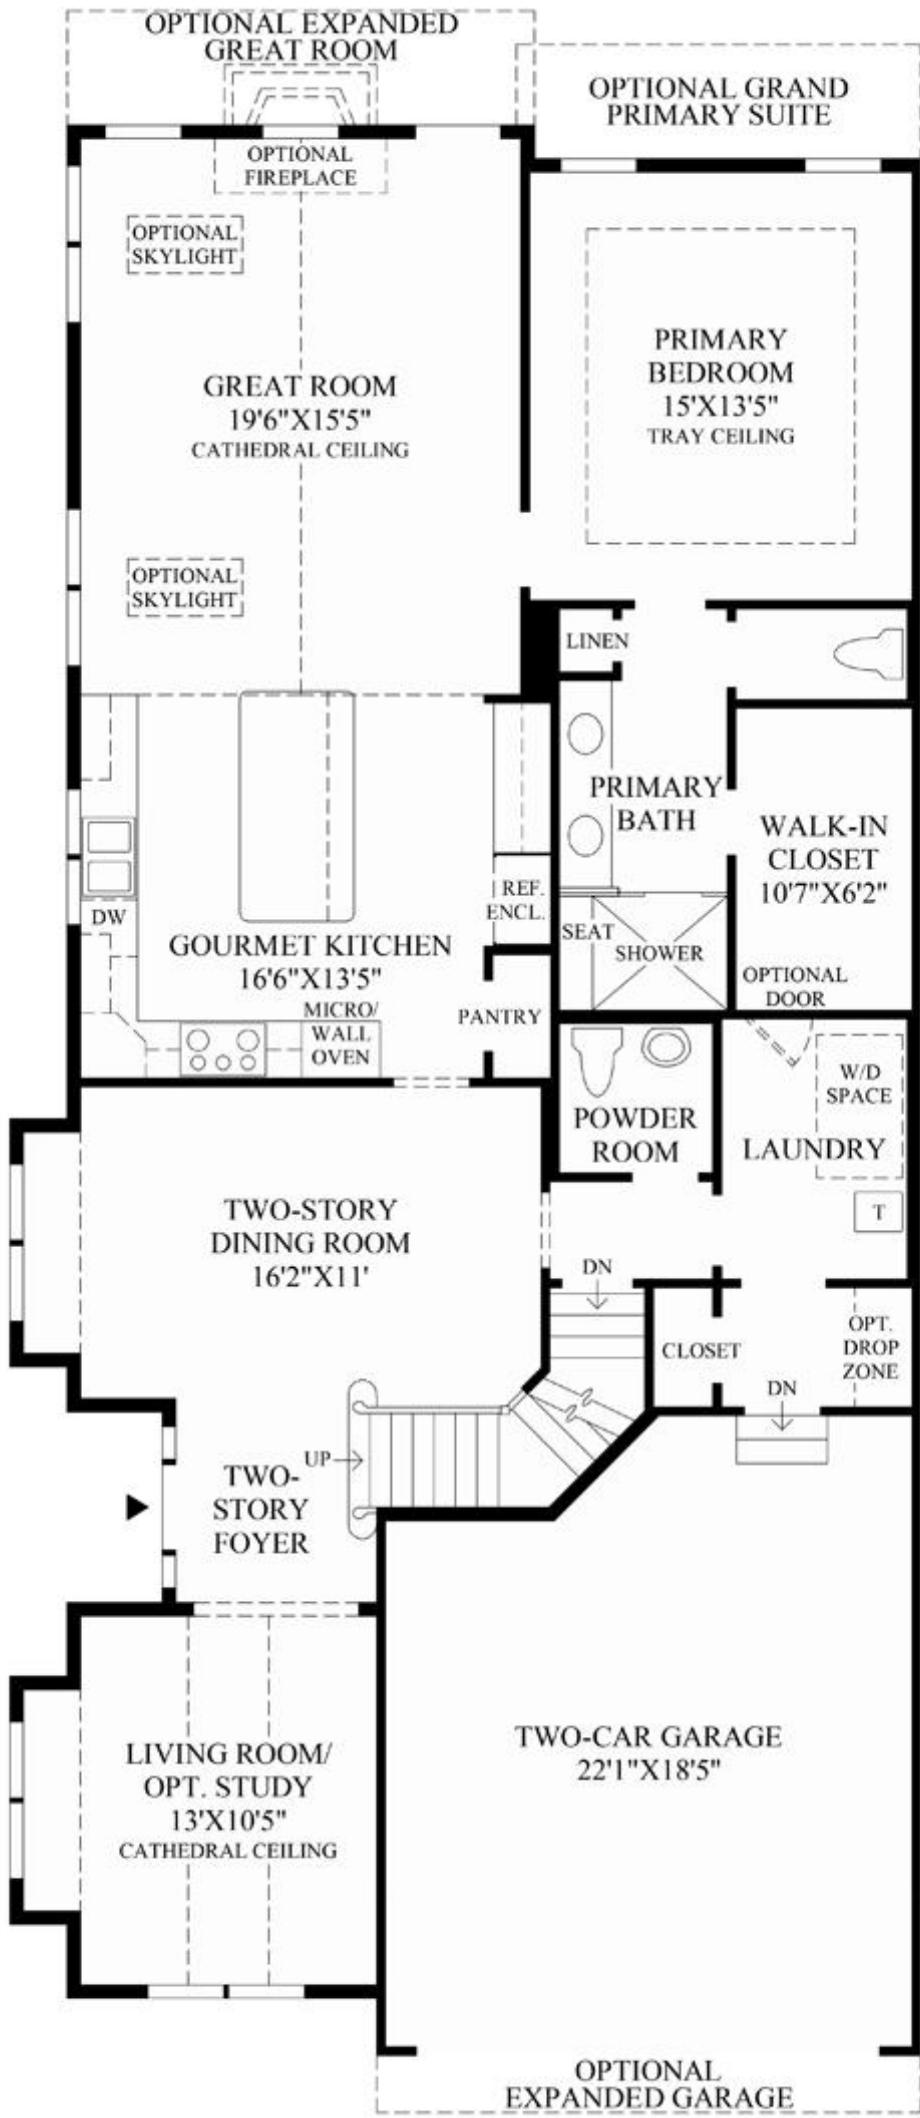 OPTIONAL EXPANDED
GREAT ROOM
OPTIONAL GRAND
PRIMARY SUITE
OPTIONAL
FIREPLACE
OPTIONAL
SKYLIGHT
PRIMARY
BEDROOM
15'X13'5"
TRAY CEILING
GREAT ROOM
19'6"X15'5"
CATHEDRAL CEILING
OPTIONAL
SKYLIGHT
LINEN
PRIMARY
BATH
WALK-IN
CLOSET
10'7"X6'2"
REF.
ENCL.
DW
GOURMET KITCHEN
16'6"X13'5"
SEAT
SHOWER
OPTIONAL
DOOR
MICRO/
WALL
OVEN
PANTRY
W/D
SPACE
POWDER
ROOM
LAUNDRY
T
TWO-STORY
DINING ROOM
16'2"X11'
DN
CLOSET
OPT.
DROP
ZONE
DN
UP
TWO-
STORY
FOYER
TWO-CAR GARAGE
22'1"X18'5"
LIVING ROOM/
OPT. STUDY
13'X10'5"
CATHEDRAL CEILING
OPTIONAL
EXPANDED GARAGE